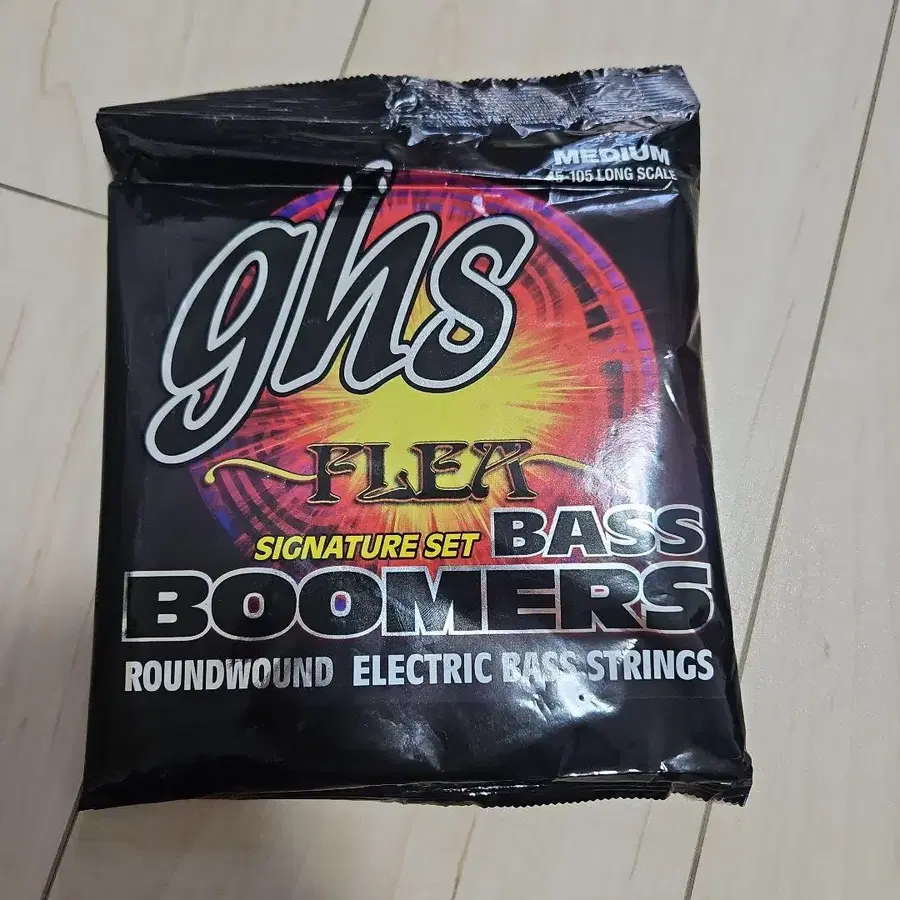 MEDIUM
45-105 LONG SCALE
ghs
FLEA
SIGNATURE SET BASS
BOOMERS
ROUNDWOUND ELECTRIC BASS STRINGS